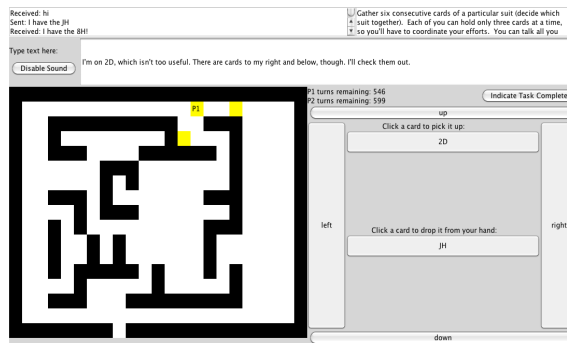 Received: hi
Sent: I have the JH
Received: I have the 8H!
Gather six consecutive cards of a particular suit (decide which
suit together). Each of you can hold only three cards at a time,
so you'll have to coordinate your efforts. You can talk all you
Type text here:
Disable Sound
I'm on 2D, which isn't too useful. There are cards to my right and below, though. I'll check them out.
P1 turns remaining: 546
P2 turns remaining: 599
Indicate Task Complete
up
P1
Click a card to pick it up:
2D
left
right
Click a card to drop it from your hand:
JH
down